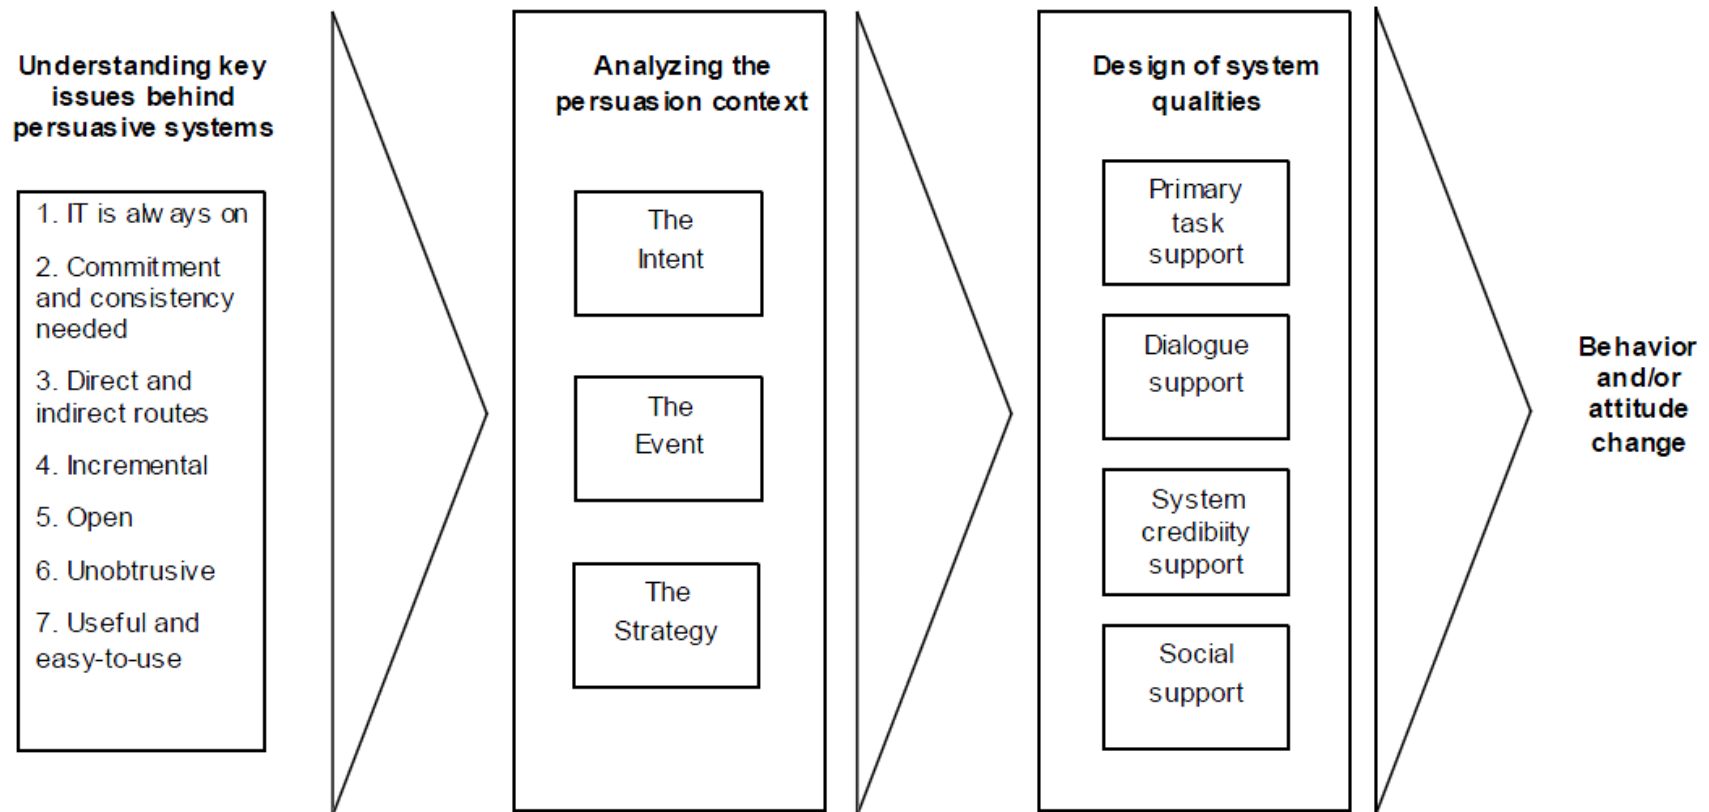 Understanding key
issues behind
persuasive systems
1. IT is always on
2. Commitment
and consistency
needed
3. Direct and
indirect routes
4. Incremental
5. Open
6. Unobtrusive
7. Useful and
easy-to-use
Analyzing the
persuasion context
The
Intent
The
Event
The
Strategy
Design of system
qualities
Primary
task
support
Dialogue
support
System
credibiity
support
Social
support
Behavior
and/or
attitude
change